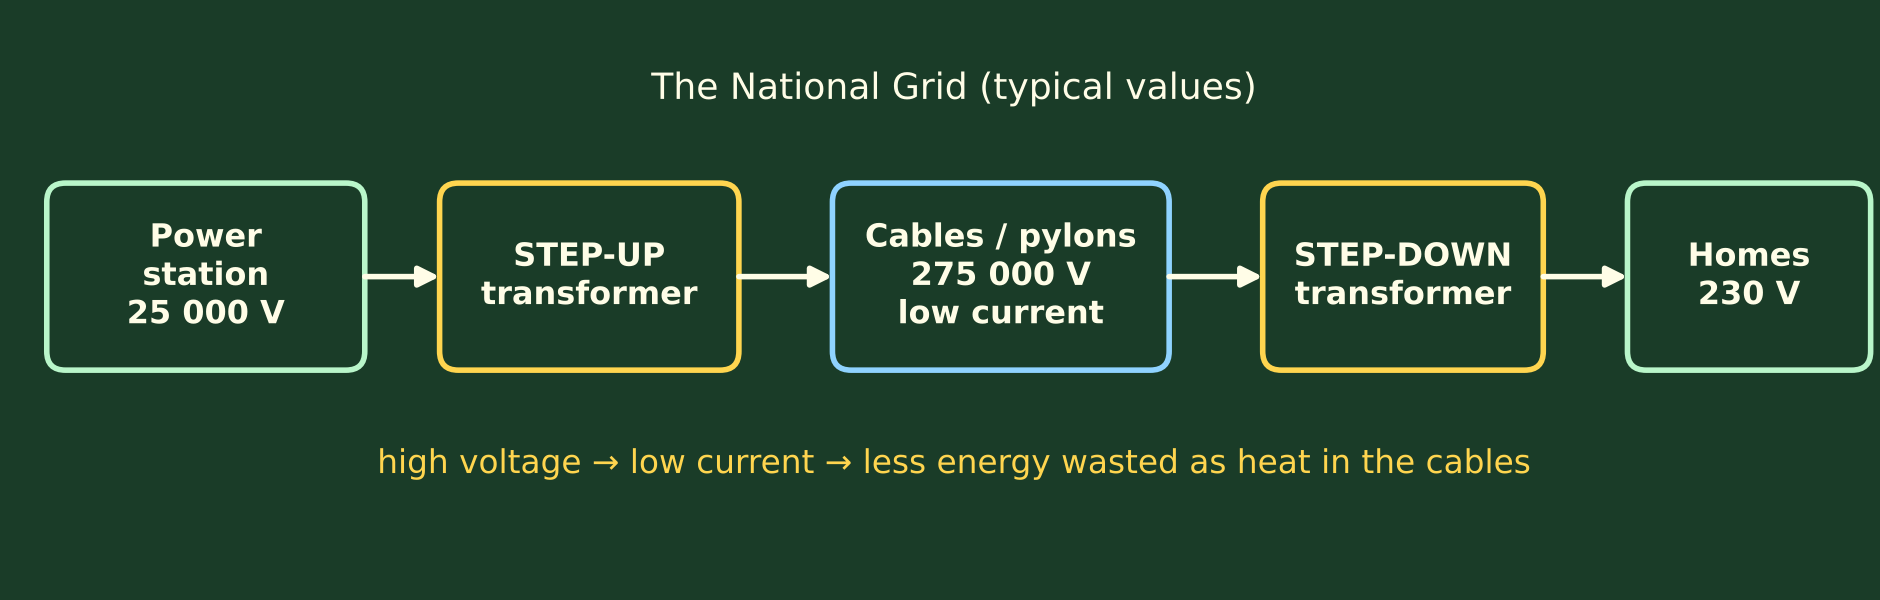 The National Grid (typical values)
Power
station
25 000 V
STEP-UP
transformer
Cables / pylons
275 000 V
low current
STEP-DOWN
transformer
Homes
230 V
high voltage → low current → less energy wasted as heat in the cables